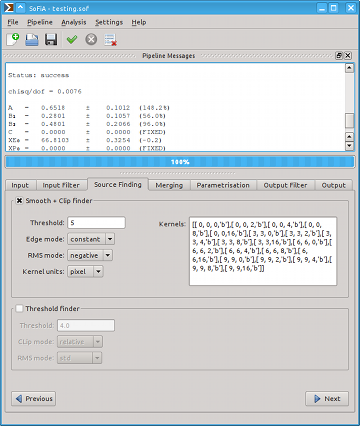 SoFiA - testing.sof
File Pipeline Analysis Settings Help
Pipeline Messages
Status: success
chisq/dof = 0.0076
A = 0.6518 ± 0.1012 (148.2%)
B₁ = 0.2801 ± 0.1057 (56.0%)
B₂ = 0.4801 ± 0.2066 (96.0%)
C = 0.0000 ± 0.0000 (FIXED)
XEe = 66.8103 ± 0.3254 (-0.2)
XPe = 0.0000 ± 0.0000 (FIXED)
100%
Input Input Filter Source Finding Merging Parametrisation Output Filter Output
Smooth + Clip finder
Threshold: 5
Edge mode: constant
RMS mode: negative
Kernel units: pixel
Kernels:
[[ 0, 0, 0,'b'],[ 0, 0, 2,'b'],[ 0, 0, 4,'b'],[ 0, 0,
8,'b'],[ 0, 0,16,'b'],[ 3, 3, 0,'b'],[ 3, 3, 2,'b'],[ 3,
3, 4,'b'],[ 3, 3, 8,'b'],[ 3, 3,16,'b'],[ 6, 6, 0,'b'],[
6, 6, 2,'b'],[ 6, 6, 4,'b'],[ 6, 6, 8,'b'],[ 6,
6,16,'b'],[ 9, 9, 0,'b'],[ 9, 9, 2,'b'],[ 9, 9, 4,'b'],[
9, 9, 8,'b'],[ 9, 9,16,'b']]
Threshold finder
Threshold: 4.0
CLip mode: relative
RMS mode: std
Previous
Next